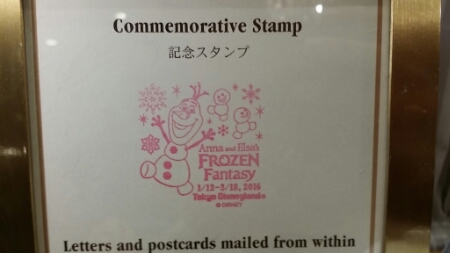 Commemorative Stamp
記念スタンプ
Anna and Elsa's
FROZEN
Fantasy
1/12-3/18, 2016
Tokyo Disneyland®
© DISNEY
Letters and postcards mailed from within